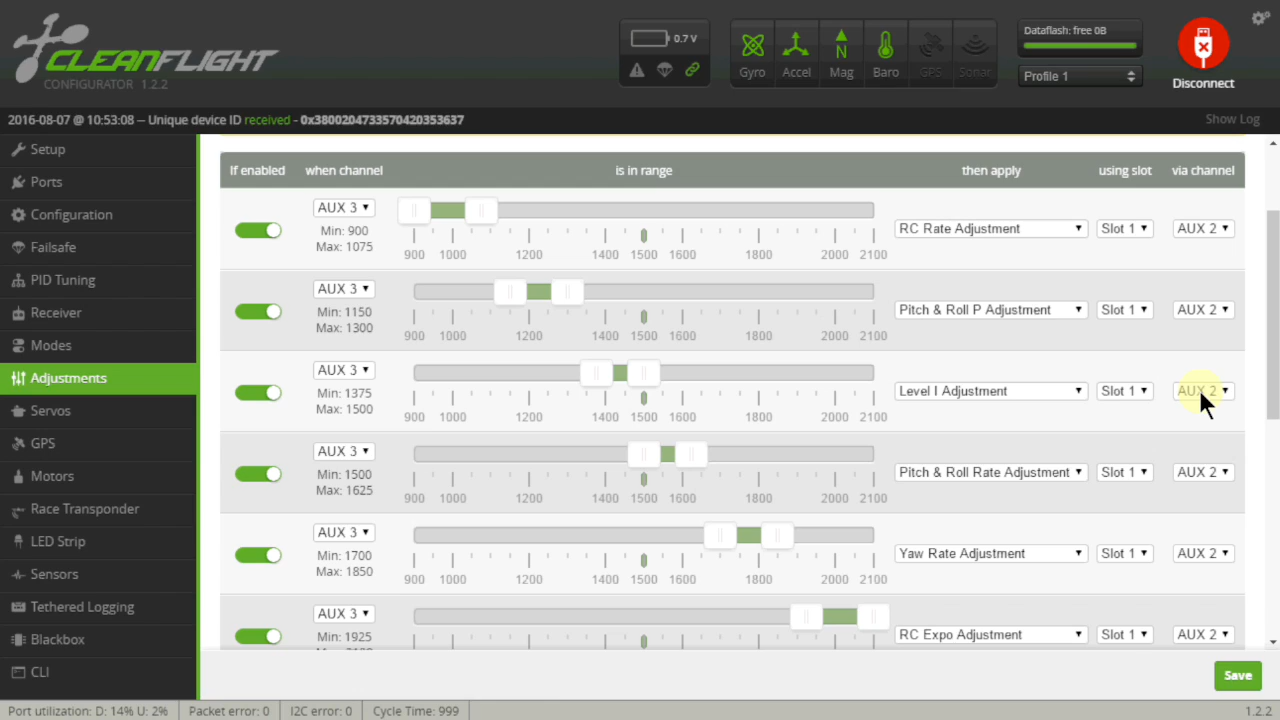 CLEANFLIGHT
CONFIGURATOR 1.2.2
0.7 V
Gyro Accel Mag Baro GPS Sonar
Dataflash: free 0B
Profile 1
Disconnect
2016-08-07 @ 10:53:08 -- Unique device ID received - 0x3800204733570420353637
Show Log
Setup
Ports
Configuration
Failsafe
PID Tuning
Receiver
Modes
Adjustments
Servos
GPS
Motors
Race Transponder
LED Strip
Sensors
Tethered Logging
Blackbox
CLI
If enabled when channel is in range then apply using slot via channel
AUX 3
Min: 900
Max: 1075
900 1000 1200 1400 1500 1600 1800 2000 2100
RC Rate Adjustment Slot 1 AUX 2
AUX 3
Min: 1150
Max: 1300
900 1000 1200 1400 1500 1600 1800 2000 2100
Pitch & Roll P Adjustment Slot 1 AUX 2
AUX 3
Min: 1375
Max: 1500
900 1000 1200 1400 1500 1600 1800 2000 2100
Level I Adjustment Slot 1 AUX 2
AUX 3
Min: 1500
Max: 1625
900 1000 1200 1400 1500 1600 1800 2000 2100
Pitch & Roll Rate Adjustment Slot 1 AUX 2
AUX 3
Min: 1700
Max: 1850
900 1000 1200 1400 1500 1600 1800 2000 2100
Yaw Rate Adjustment Slot 1 AUX 2
AUX 3
Min: 1925
RC Expo Adjustment Slot 1 AUX 2
Save
Port utilization: D: 14% U: 2% Packet error: 0 I2C error: 0 Cycle Time: 999
1.2.2